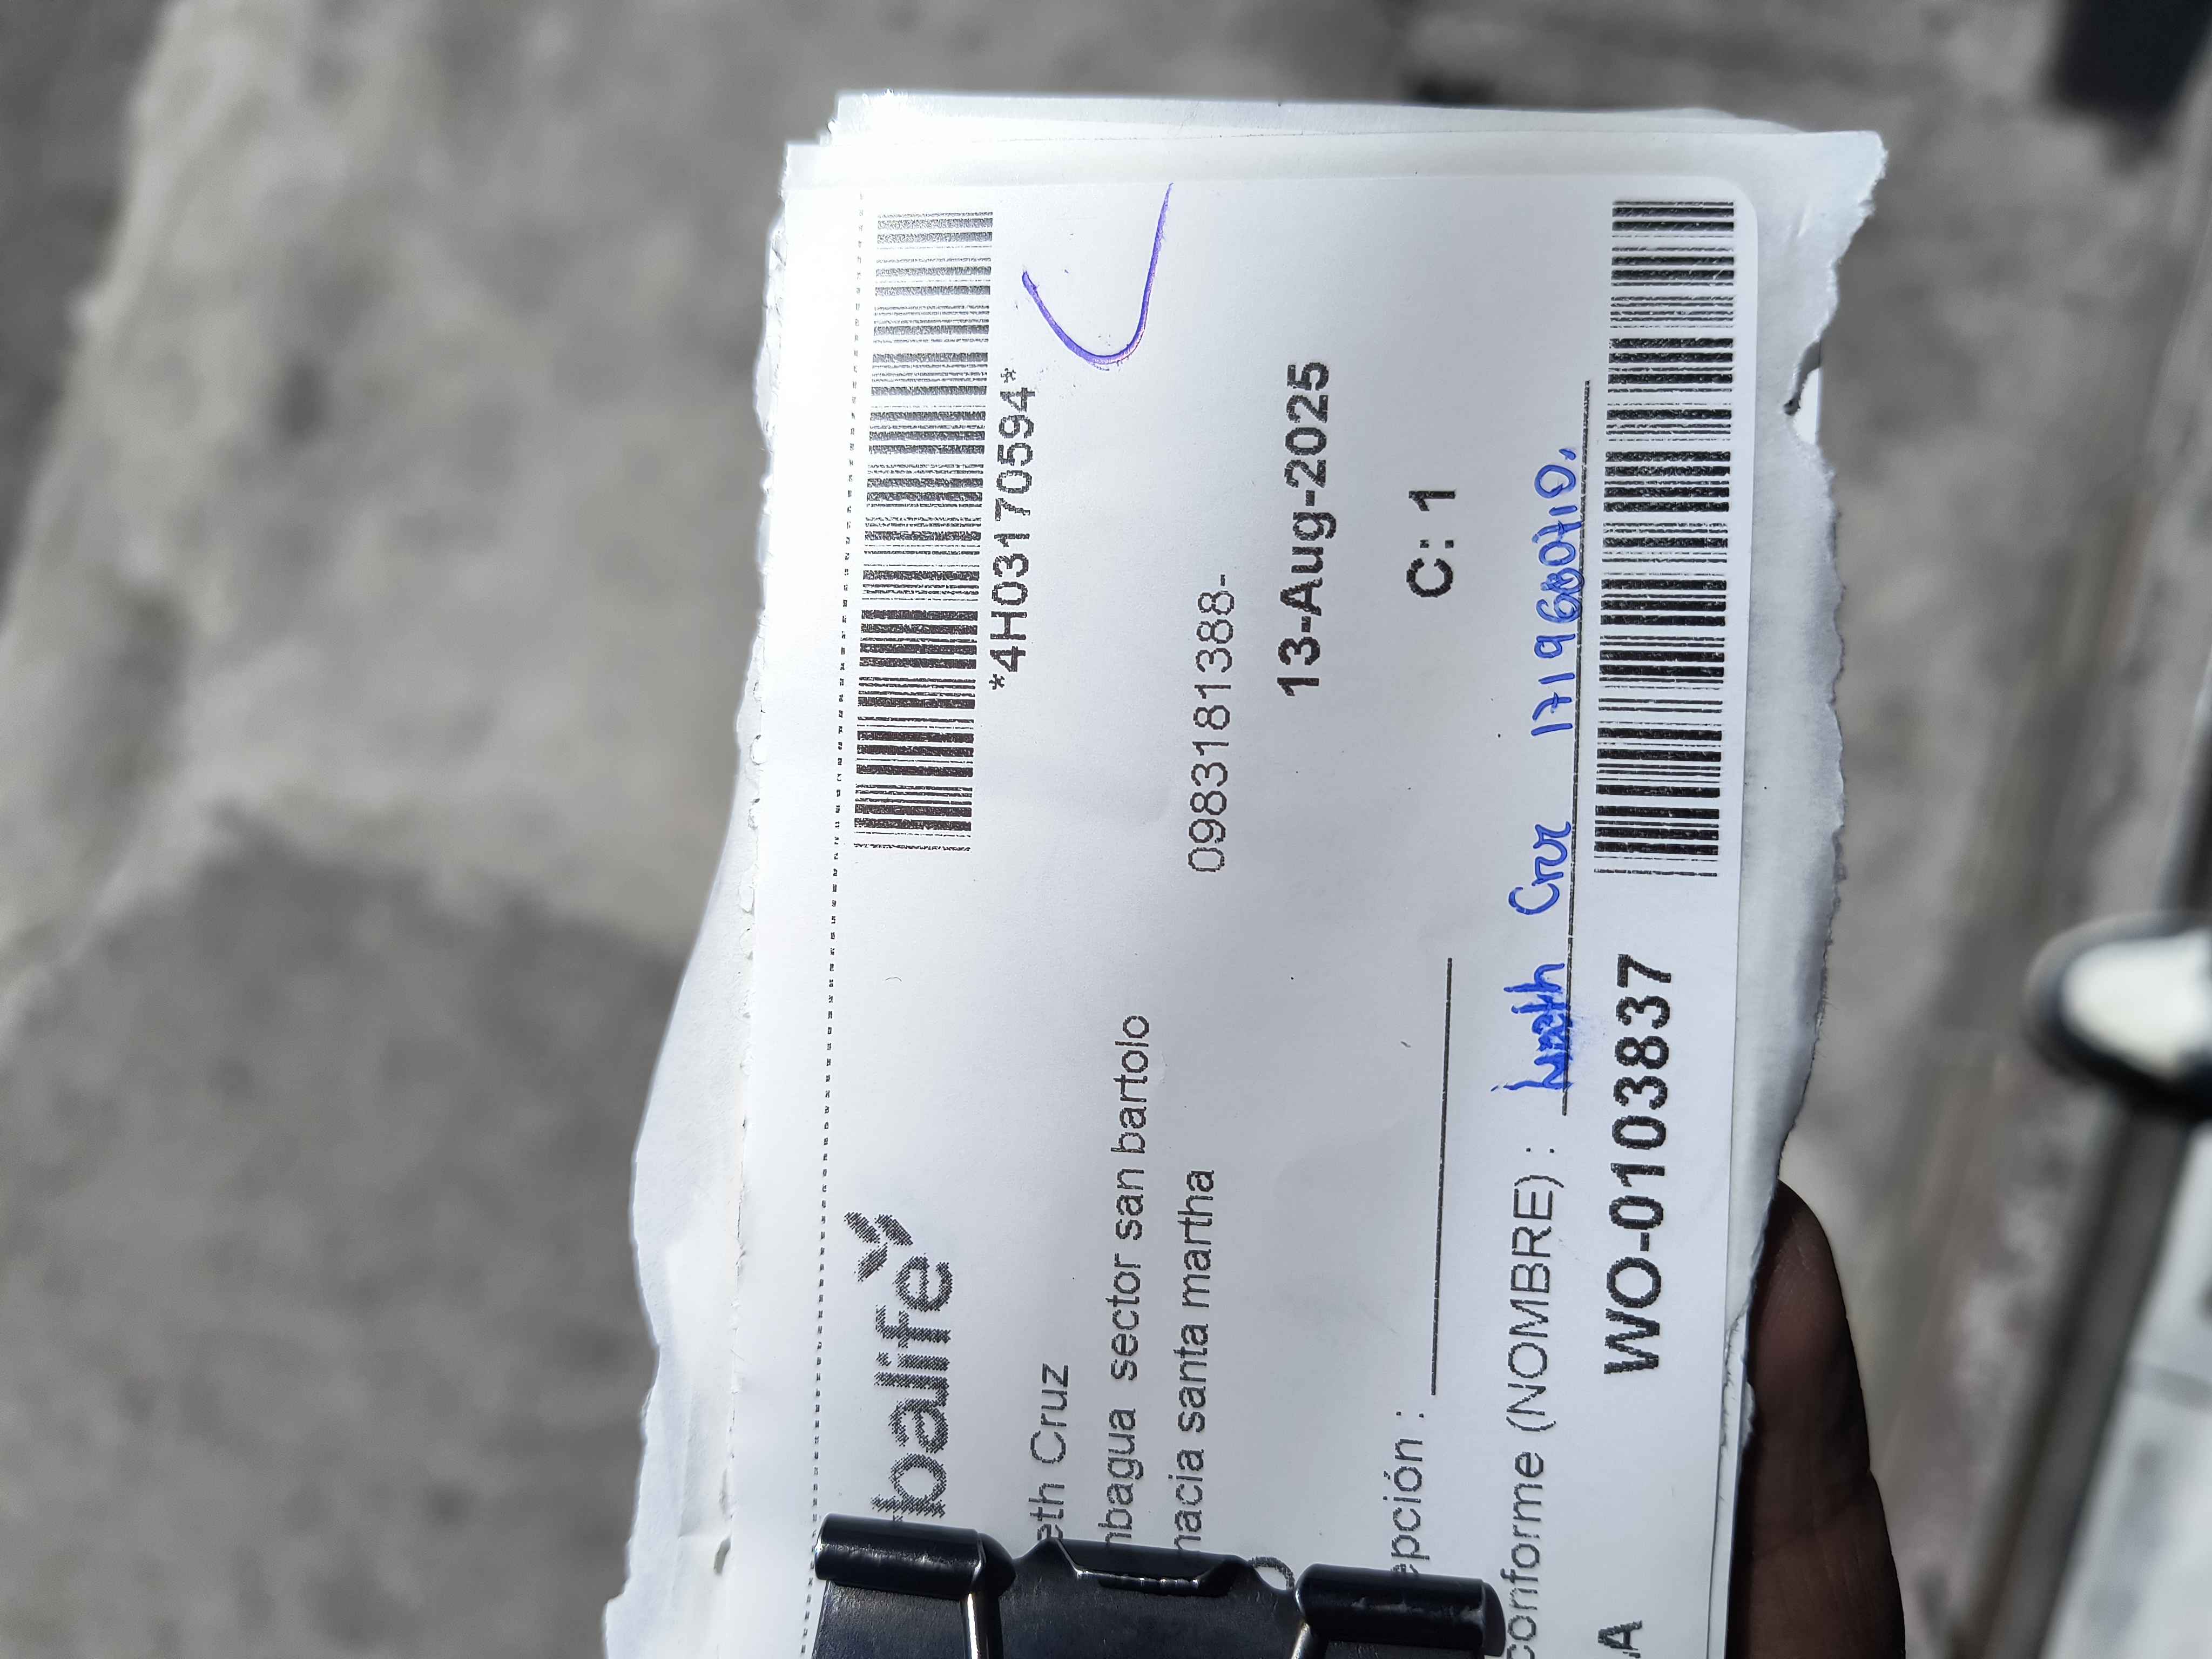 balife
*4H03170594*
eth Cruz
nbagua sector san bartolo
nacia santa martha
0983181388-
13-Aug-2025
epción :
C: 1
conforme (NOMBRE) : Cruz
A
WO-0103837